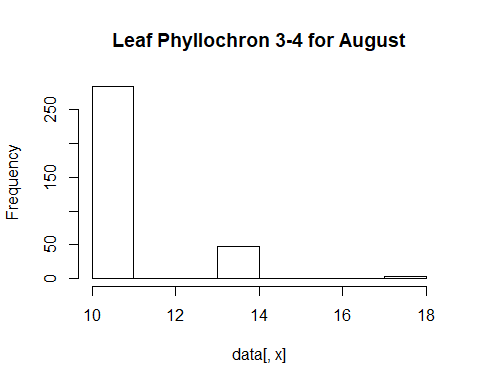 Leaf Phyllochron 3-4 for August
Frequency
250
150
50
0
10 12 14 16 18
data[, x]